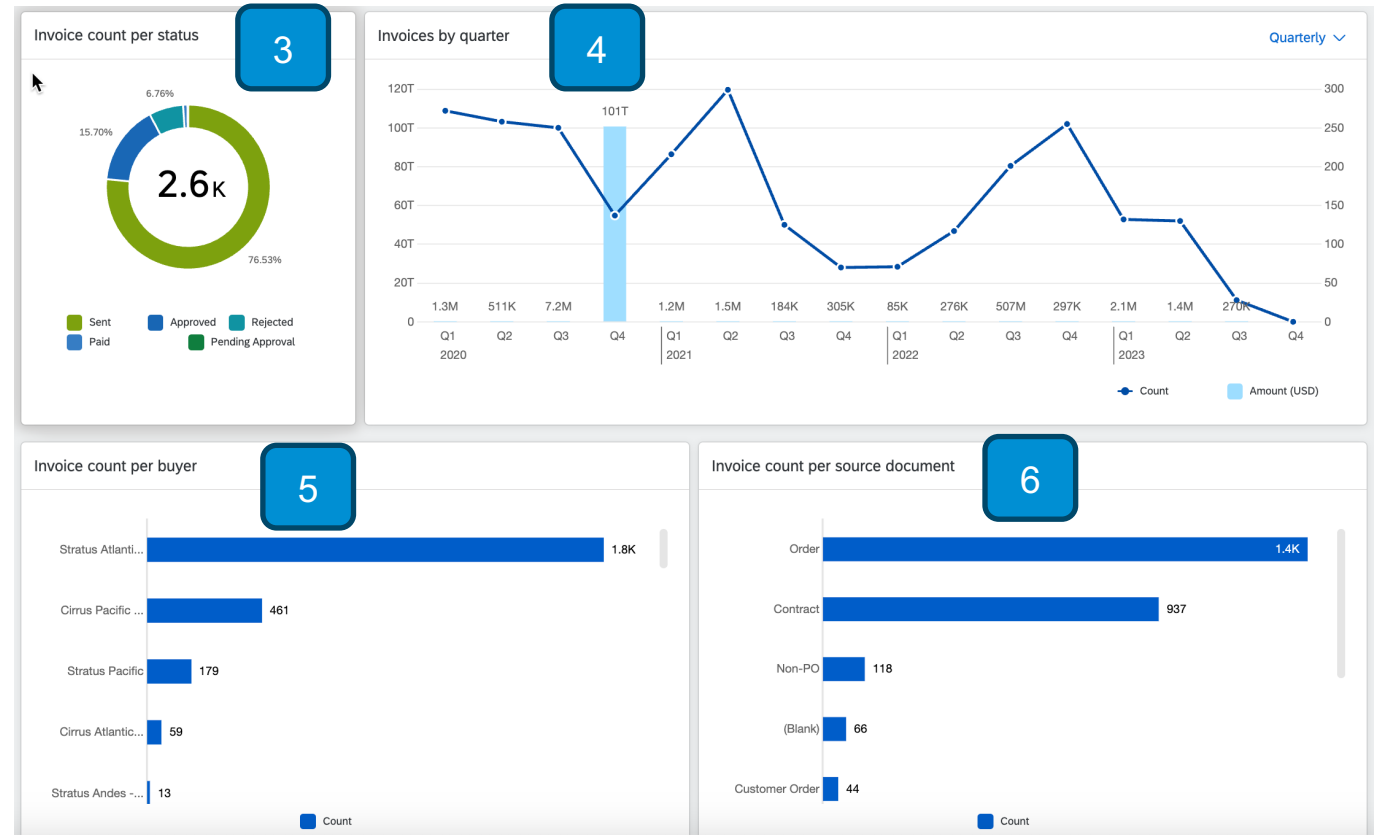 Invoice count per status
3
6.76%
15.70%
2.6K
76.53%
Sent Approved Rejected
Paid Pending Approval
Invoices by quarter
4
Quarterly
120T 300
101T
100T 250
80T 200
60T 150
40T 100
20T 50
1.3M 511K 7.2M 1.2M 1.5M 184K 305K 85K 276K 507M 297K 2.1M 1.4M 270K
0 0
Q1 Q2 Q3 Q4 Q1 Q2 Q3 Q4 Q1 Q2 Q3 Q4 Q1 Q2 Q3 Q4
2020 2021 2022 2023
Count Amount (USD)
Invoice count per buyer
5
Stratus Atlanti... 1.8K
Cirrus Pacific ... 461
Stratus Pacific 179
Cirrus Atlantic... 59
Stratus Andes -... 13
Count
Invoice count per source document
6
Order 1.4K
Contract 937
Non-PO 118
(Blank) 66
Customer Order 44
Count